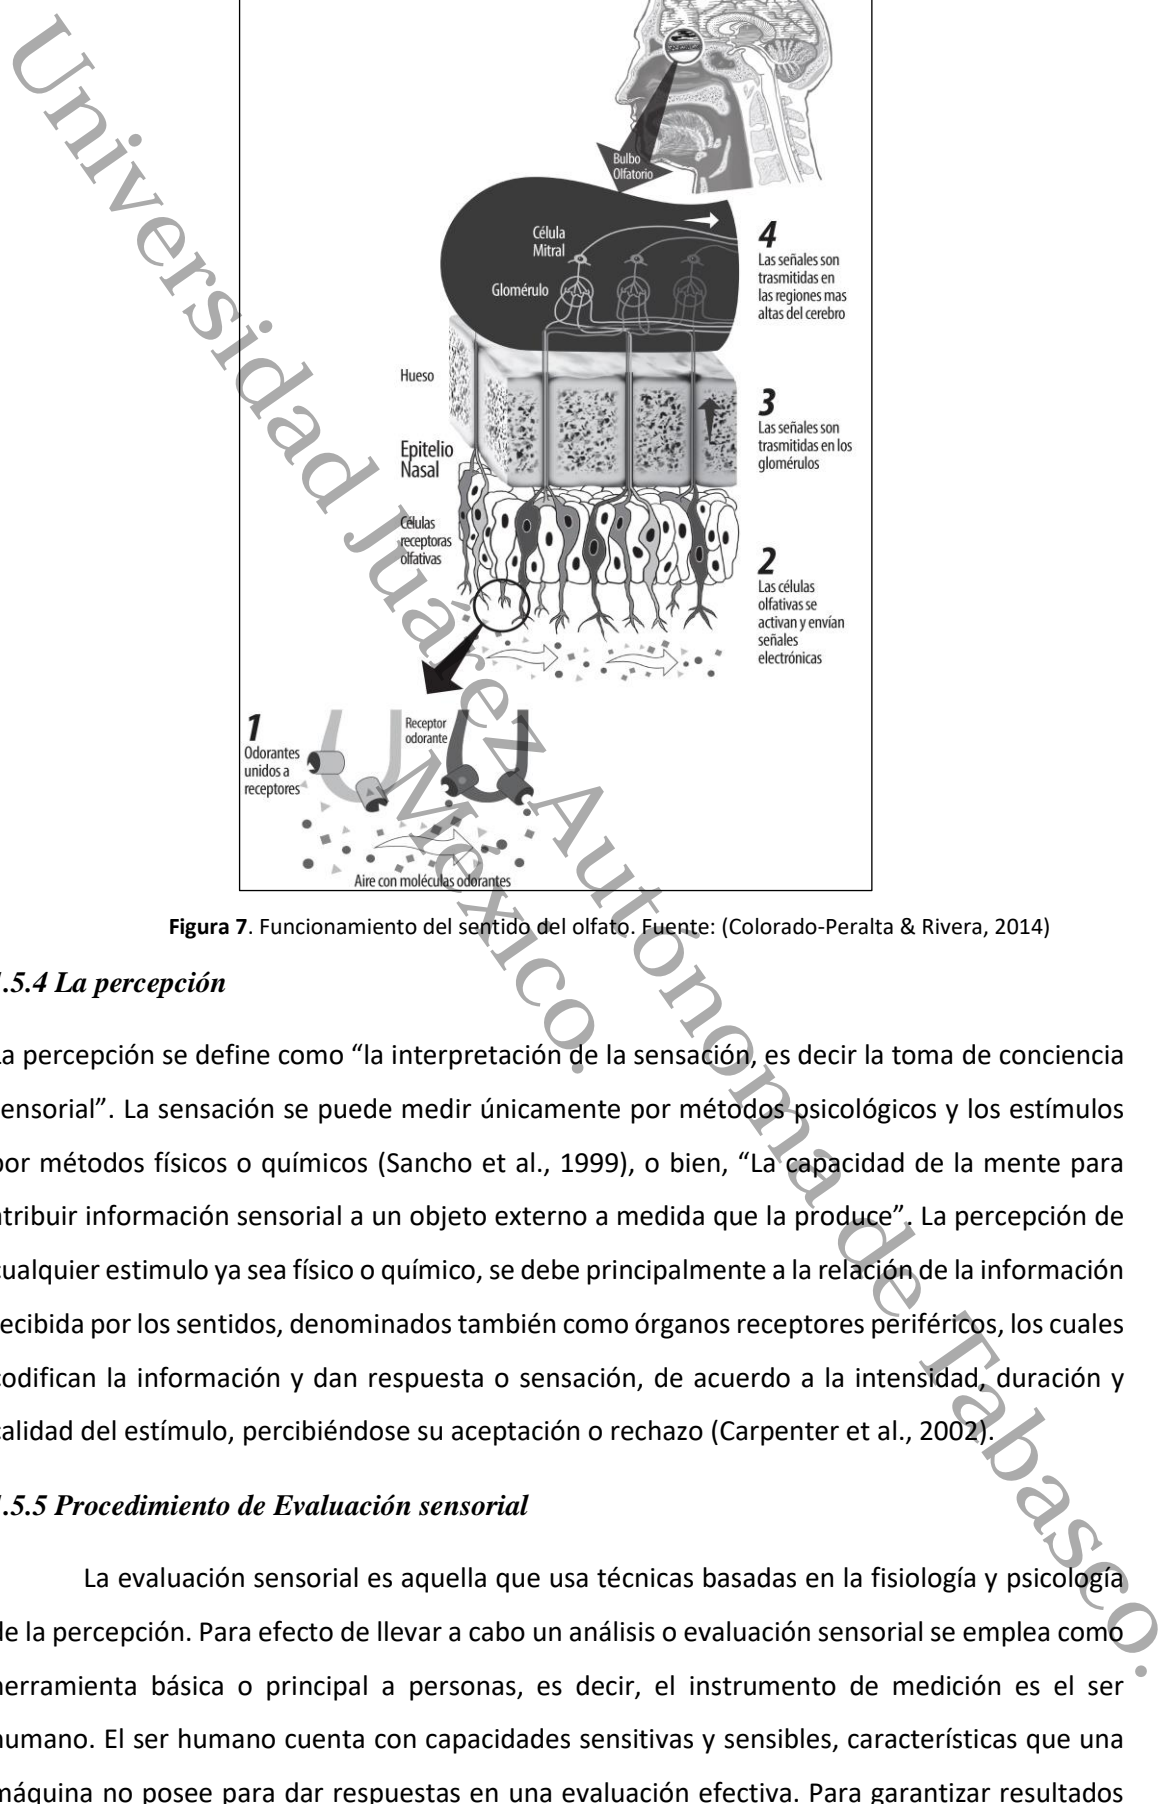 Universidad Juárez Autónoma de Tabasco.
México.
Bulbo
Olfatorio
Célula
Mitral
Glomérulo
4
Las señales son
trasmitidas en
las regiones mas
altas del cerebro
Hueso
3
Las señales son
trasmitidas en los
glomérulos
Epitelio
Nasal
Células
receptoras
olfativas
2
Las células
olfativas se
activan y envían
señales
electrónicas
1
Odorantes
unidos a
receptores
Receptor
odorante
Aire con moléculas odorantes
Figura 7. Funcionamiento del sentido del olfato. Fuente: (Colorado-Peralta & Rivera, 2014)
.5.4 La percepción
La percepción se define como “la interpretación de la sensación, es decir la toma de conciencia
sensorial”. La sensación se puede medir únicamente por métodos psicológicos y los estímulos
por métodos físicos o químicos (Sancho et al., 1999), o bien, “La capacidad de la mente para
atribuir información sensorial a un objeto externo a medida que la produce”. La percepción de
cualquier estimulo ya sea físico o químico, se debe principalmente a la relación de la información
recibida por los sentidos, denominados también como órganos receptores periféricos, los cuales
codifican la información y dan respuesta o sensación, de acuerdo a la intensidad, duración y
calidad del estímulo, percibiéndose su aceptación o rechazo (Carpenter et al., 2002).
.5.5 Procedimiento de Evaluación sensorial
La evaluación sensorial es aquella que usa técnicas basadas en la fisiología y psicología
de la percepción. Para efecto de llevar a cabo un análisis o evaluación sensorial se emplea como
herramienta básica o principal a personas, es decir, el instrumento de medición es el ser
humano. El ser humano cuenta con capacidades sensitivas y sensibles, características que una
máquina no posee para dar respuestas en una evaluación efectiva. Para garantizar resultados